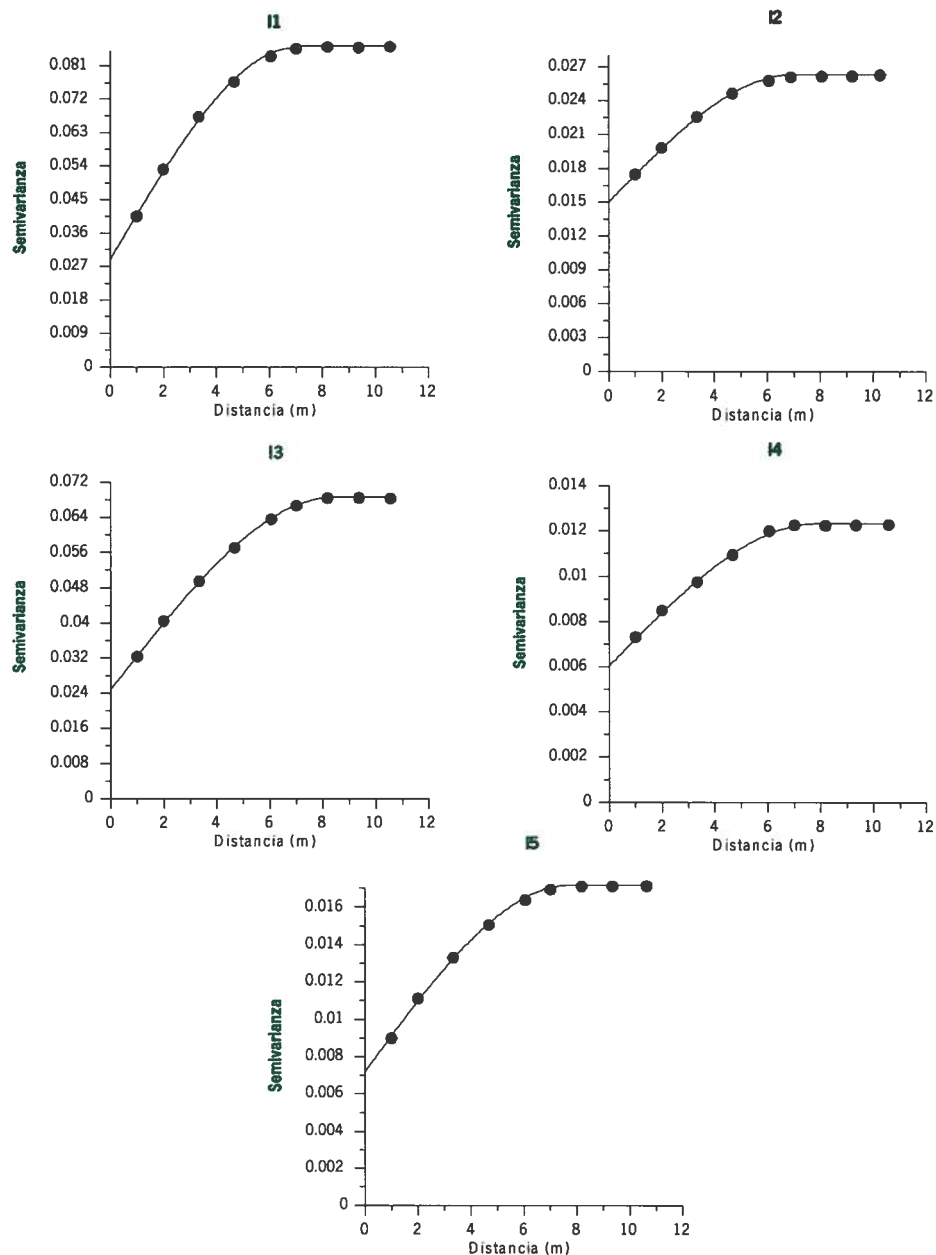 I1
0.081
0.072
0.063
0.054
0.045
0.036
0.027
0.018
0.009
0
Semivarianza
0 2 4 6 8 10 12
Distancia (m)
I2
0.027
0.024
0.021
0.018
0.015
0.012
0.009
0.006
0.003
0
Semivarianza
0 2 4 6 8 10 12
Distancia (m)
I3
0.072
0.064
0.056
0.048
0.04
0.032
0.024
0.016
0.008
0
Semivarianza
0 2 4 6 8 10 12
Distancia (m)
I4
0.014
0.012
0.01
0.008
0.006
0.004
0.002
0
Semivarianza
0 2 4 6 8 10 12
Distancia (m)
I5
0.016
0.014
0.012
0.01
0.008
0.006
0.004
0.002
0
Semivarianza
0 2 4 6 8 10 12
Distancia (m)